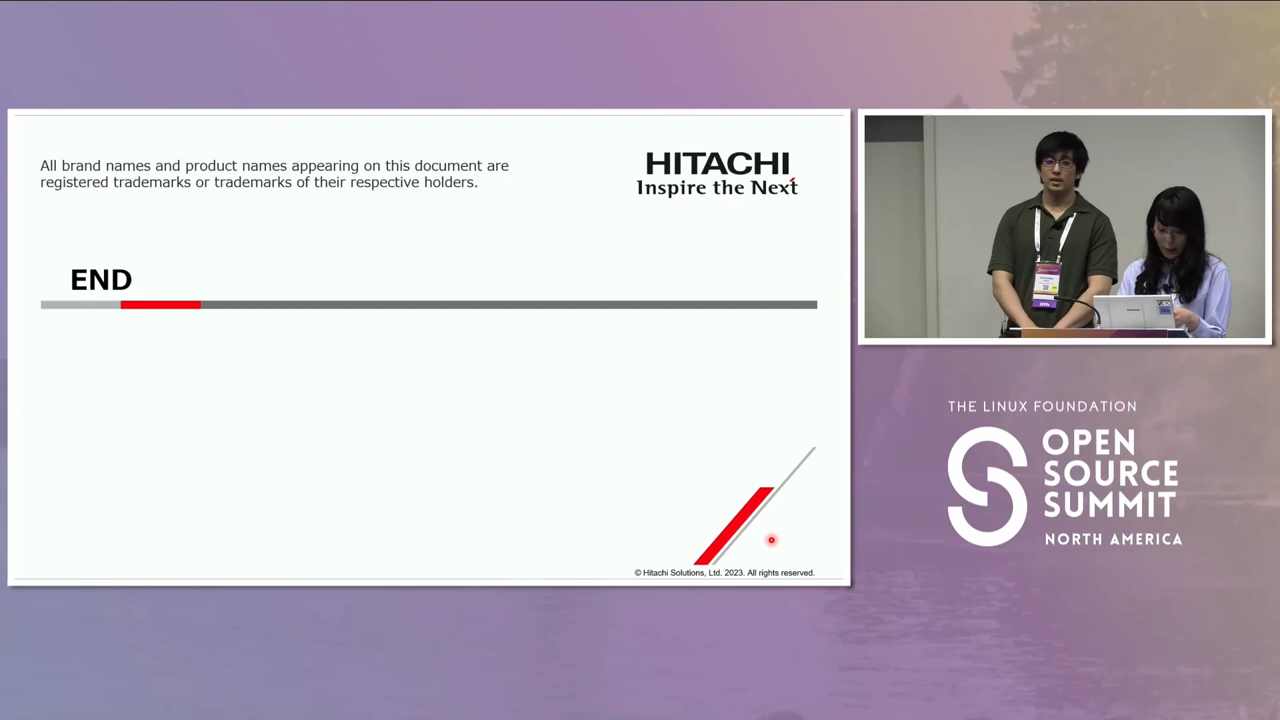 All brand names and product names appearing on this document are
registered trademarks or trademarks of their respective holders.
HITACHI
Inspire the Next
END
© Hitachi Solutions, Ltd. 2023. All rights reserved.
THE LINUX FOUNDATION
OPEN
SOURCE
SUMMIT
NORTH AMERICA